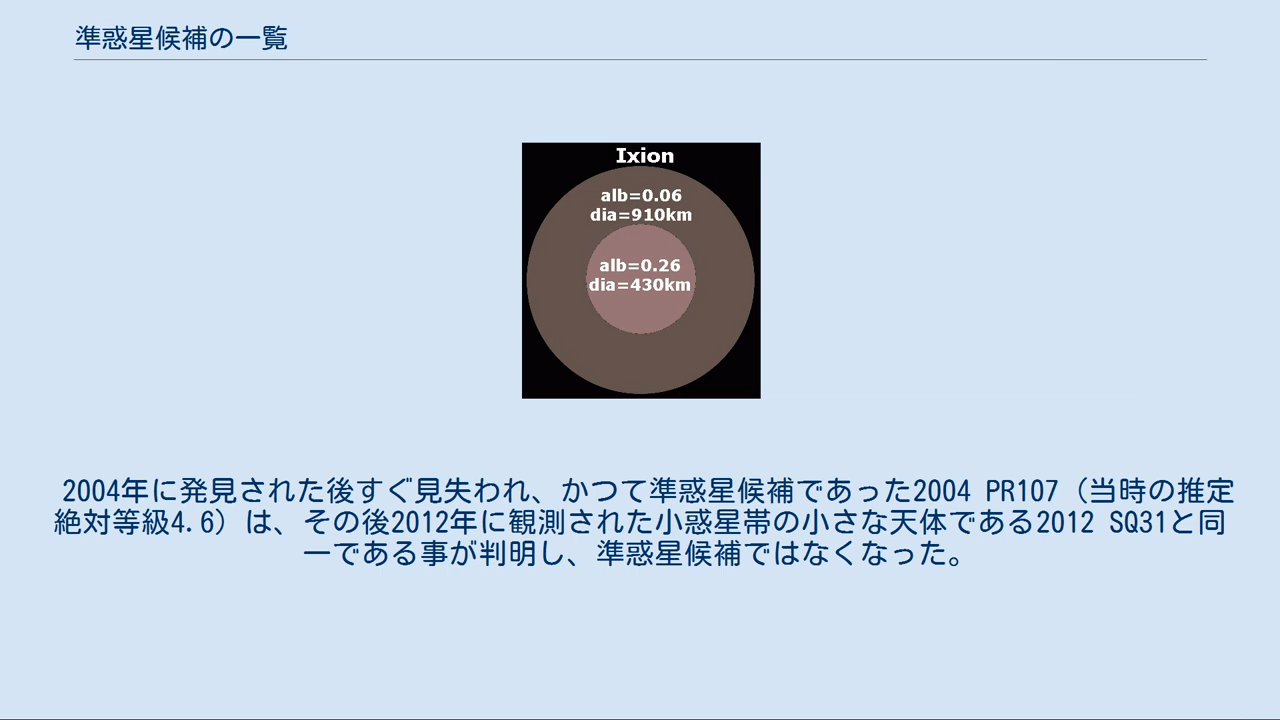 準惑星候補の一覧
Ixion
alb=0.06
dia=910km
alb=0.26
dia=430km
2004年に発見された後すぐ見失われ、かつて準惑星候補であった2004 PR107（当時の推定
絶対等級4.6）は、その後2012年に観測された小惑星帯の小さな天体である2012 SQ31と同
一である事が判明し、準惑星候補ではなくなった。